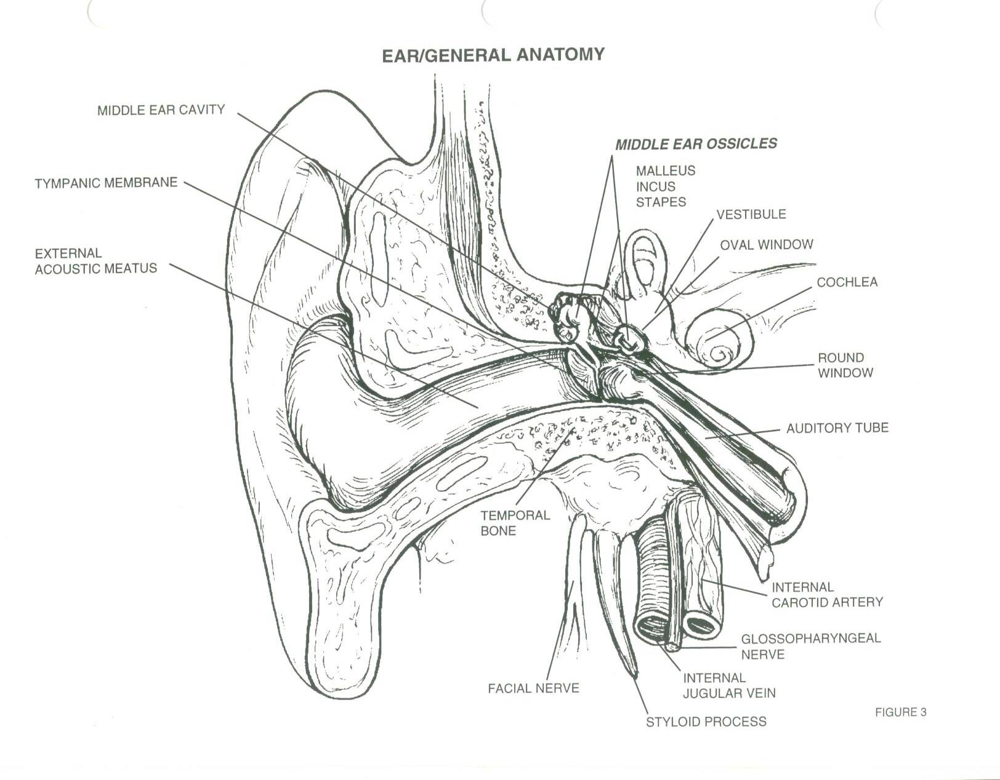 EAR/GENERAL ANATOMY
MIDDLE EAR CAVITY
TYMPANIC MEMBRANE
EXTERNAL
ACOUSTIC MEATUS
MIDDLE EAR OSSICLES
MALLEUS
INCUS
STAPES
VESTIBULE
OVAL WINDOW
COCHLEA
ROUND
WINDOW
AUDITORY TUBE
TEMPORAL
BONE
INTERNAL
CAROTID ARTERY
GLOSSOPHARYNGEAL
NERVE
FACIAL NERVE
INTERNAL
JUGULAR VEIN
STYLOID PROCESS
FIGURE 3